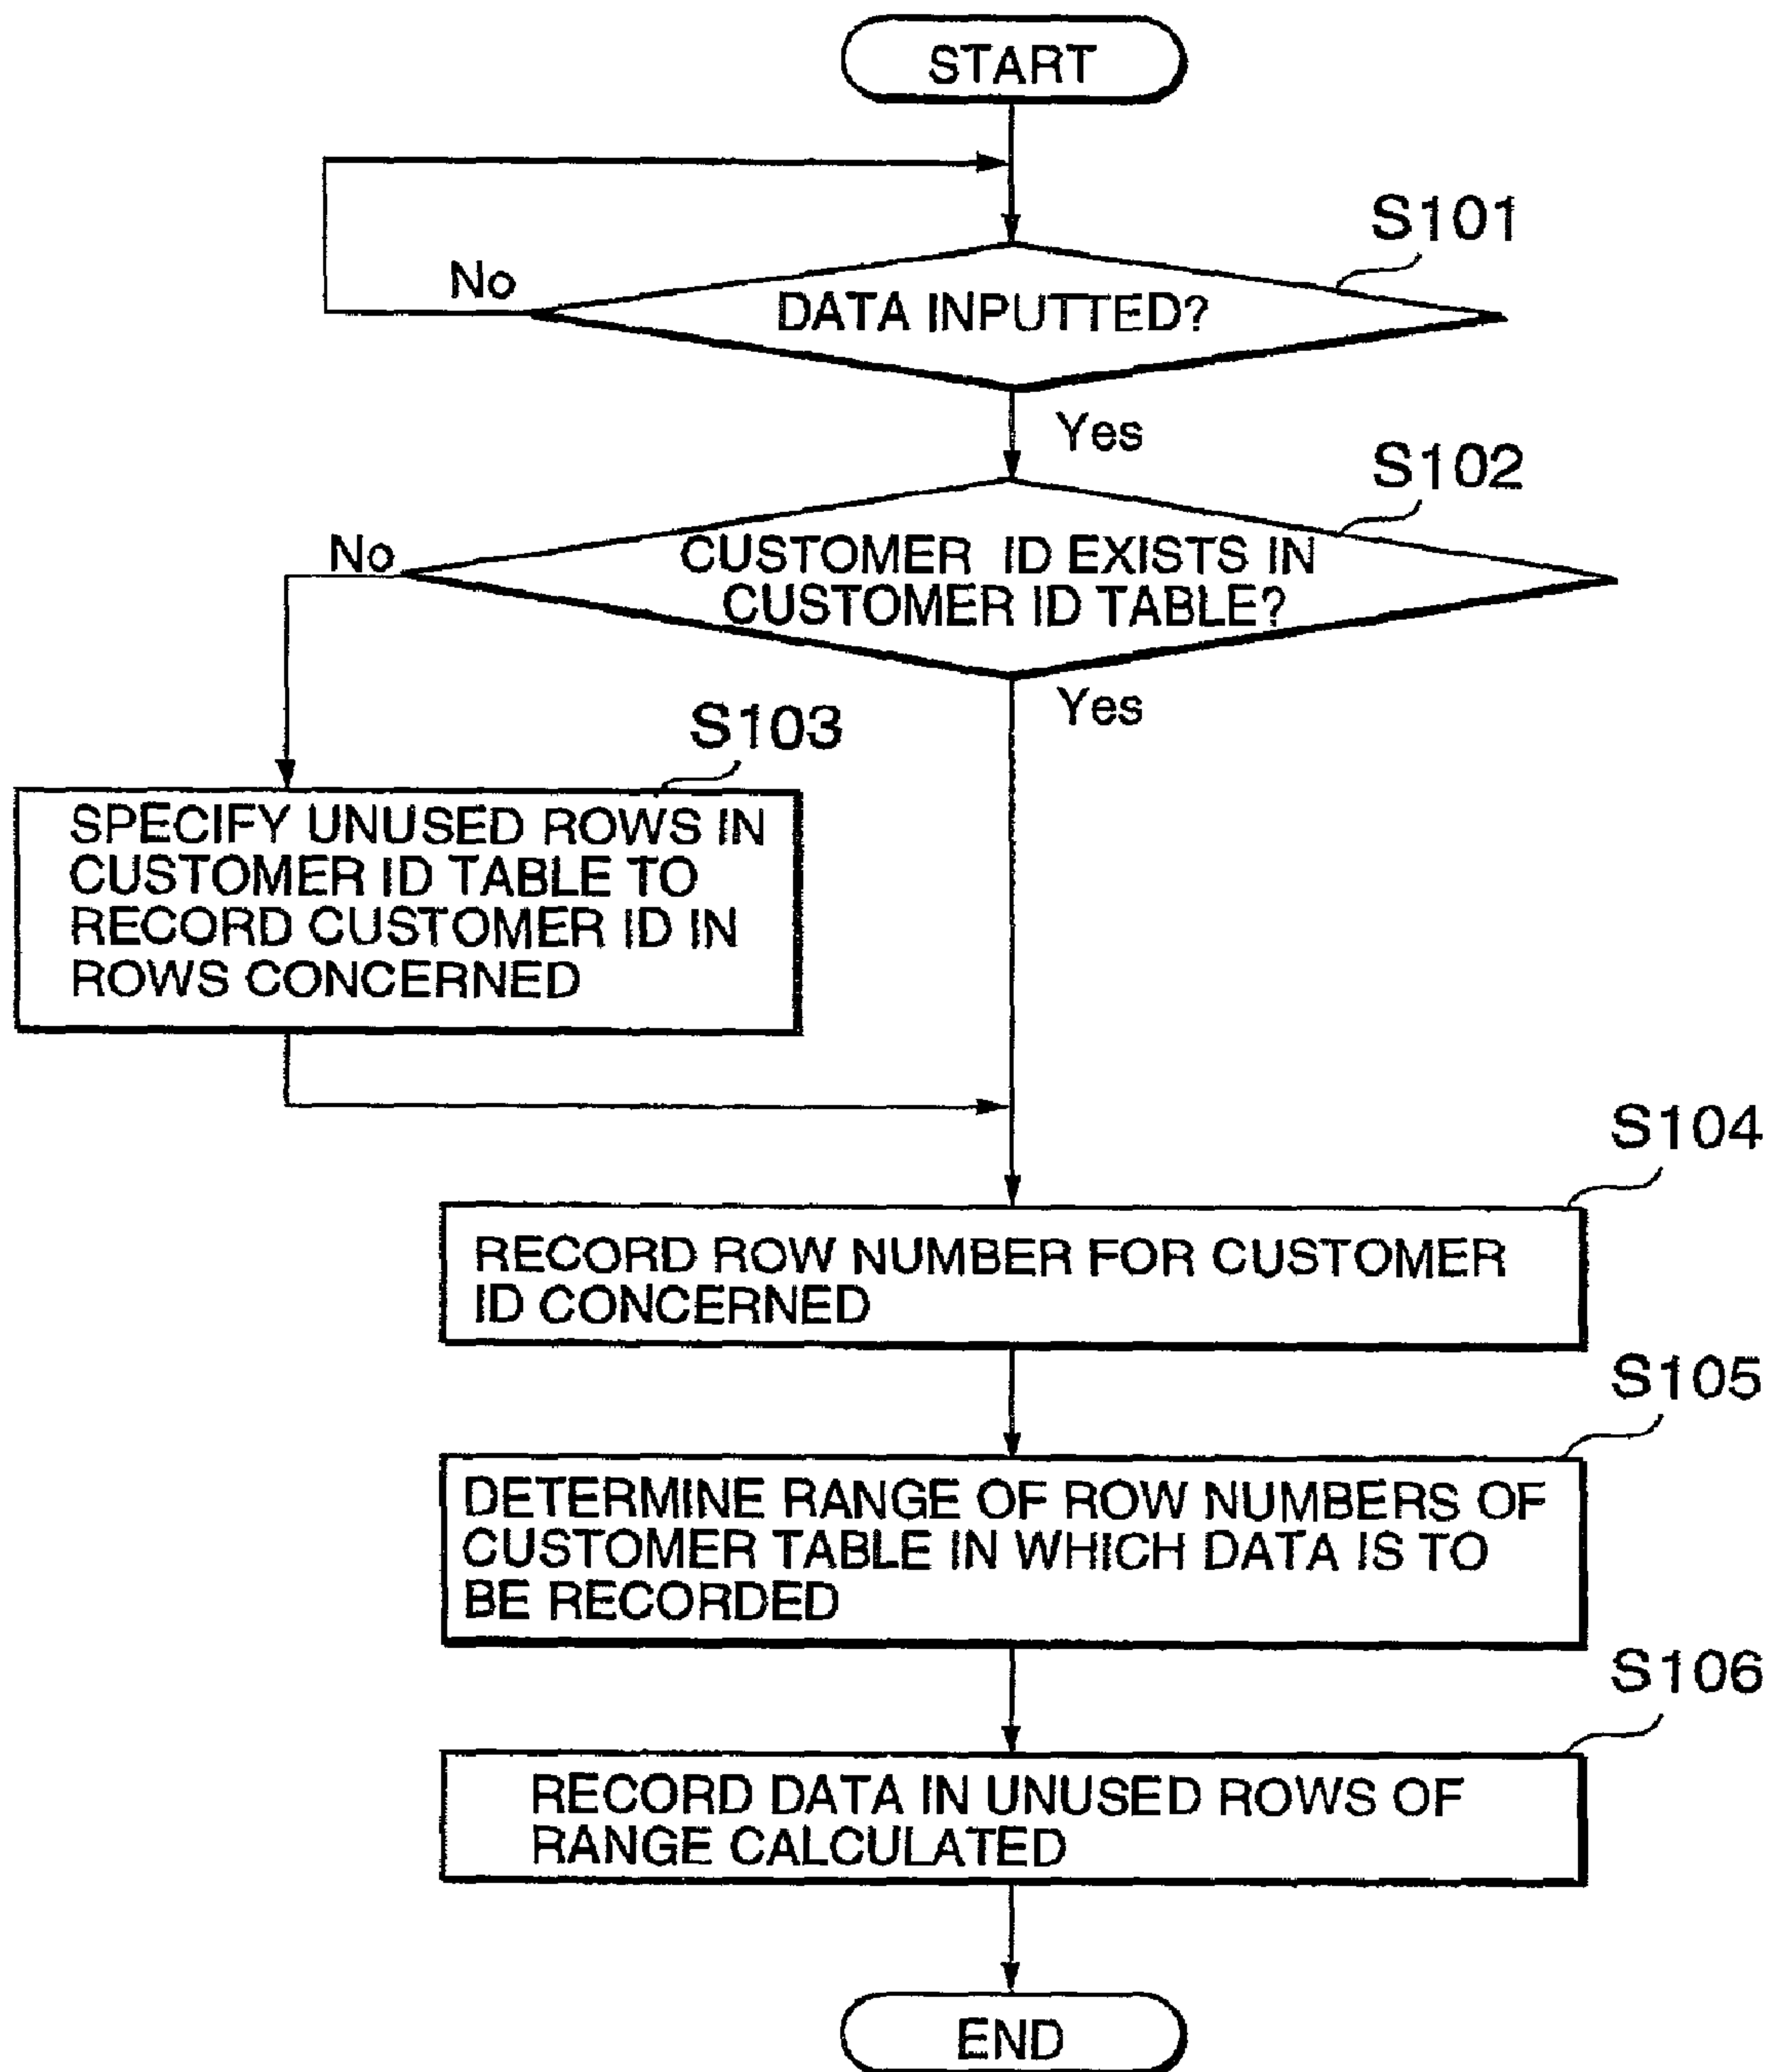 START
S101
No
DATA INPUTTED?
Yes
S102
No
CUSTOMER ID EXISTS IN
CUSTOMER ID TABLE?
Yes
S103
SPECIFY UNUSED ROWS IN
CUSTOMER ID TABLE TO
RECORD CUSTOMER ID IN
ROWS CONCERNED
S104
RECORD ROW NUMBER FOR CUSTOMER
ID CONCERNED
S105
DETERMINE RANGE OF ROW NUMBERS OF
CUSTOMER TABLE IN WHICH DATA IS TO
BE RECORDED
S106
RECORD DATA IN UNUSED ROWS OF
RANGE CALCULATED
END